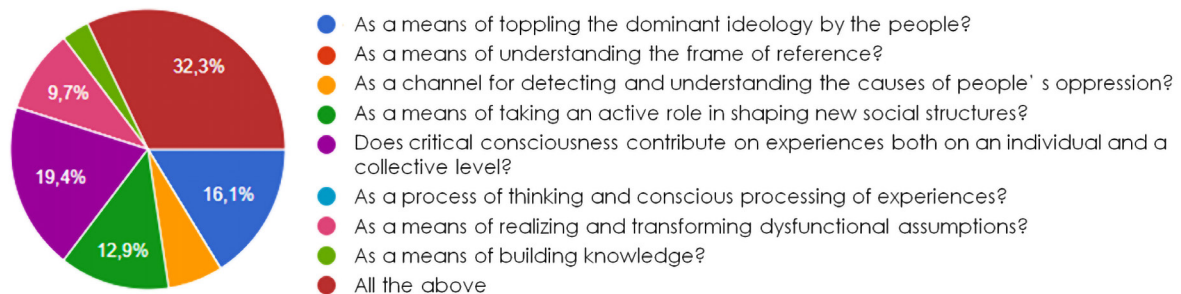 32,3%
9,7%
19,4%
16,1%
12,9%
As a means of toppling the dominant ideology by the people?
As a means of understanding the frame of reference?
As a channel for detecting and understanding the causes of people' s oppression?
As a means of taking an active role in shaping new social structures?
Does critical consciousness contribute on experiences both on an individual and a
collective level?
As a process of thinking and conscious processing of experiences?
As a means of realizing and transforming dysfunctional assumptions?
As a means of building knowledge?
All the above